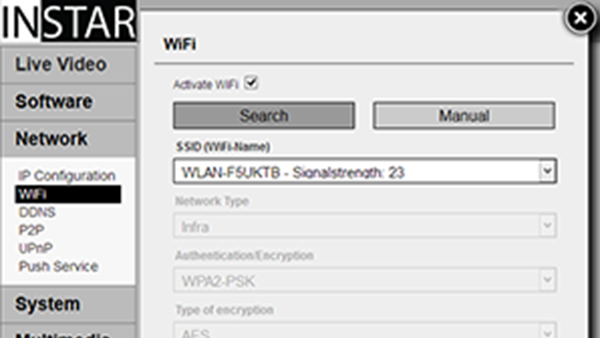 INSTAR
Live Video
Software
Network
IP Configuration
WiFi
DDNS
P2P
UPnP
Push Service
System
Multimedia
WiFi
Activate WiFi
Search
Manual
SSID (WiFi-Name)
WLAN-F5UKTB - Signalstrength: 23
Network Type
Infra
Authentication/Encryption
WPA2-PSK
Type of encryption
AES